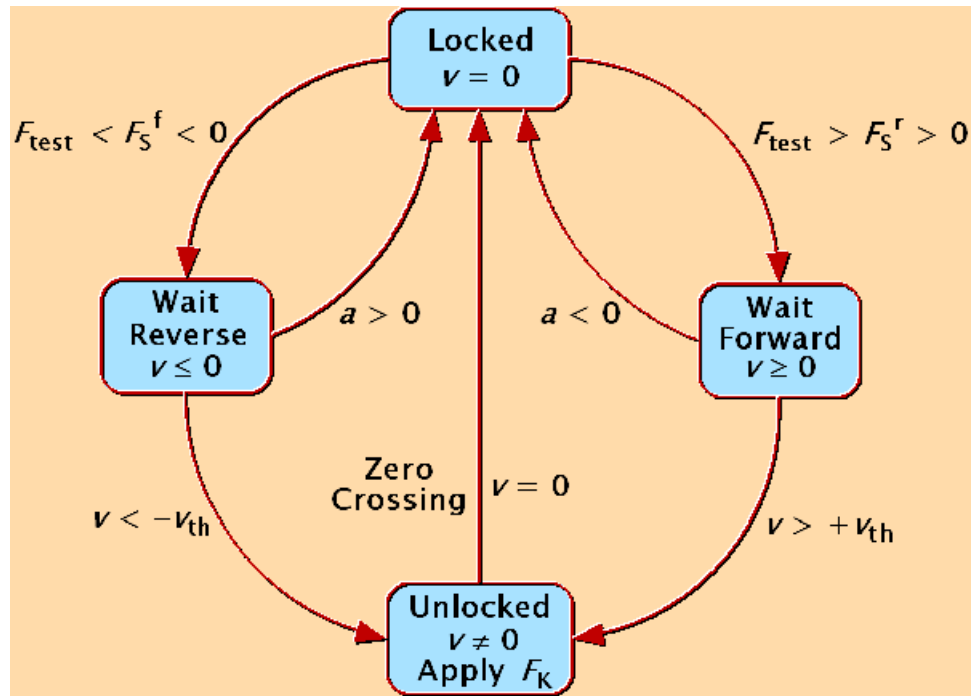 Locked
v = 0
F_test < F_S^f < 0
F_test > F_S^r > 0
Wait
Reverse
v ≤ 0
a > 0
a < 0
Wait
Forward
v ≥ 0
Zero
Crossing
v = 0
v < −v_th
v > +v_th
Unlocked
v ≠ 0
Apply F_K